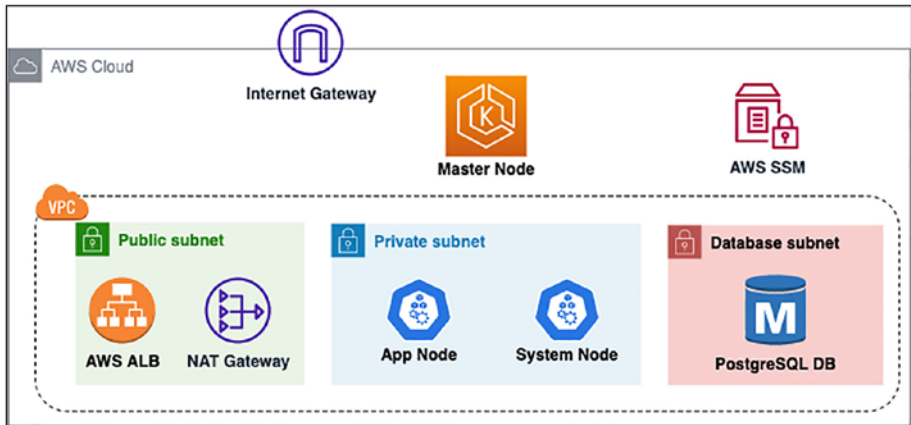 AWS Cloud
Internet Gateway
K
Master Node
AWS SSM
VPC
Public subnet
Private subnet
Database subnet
M
AWS ALB
NAT Gateway
App Node
System Node
PostgreSQL DB